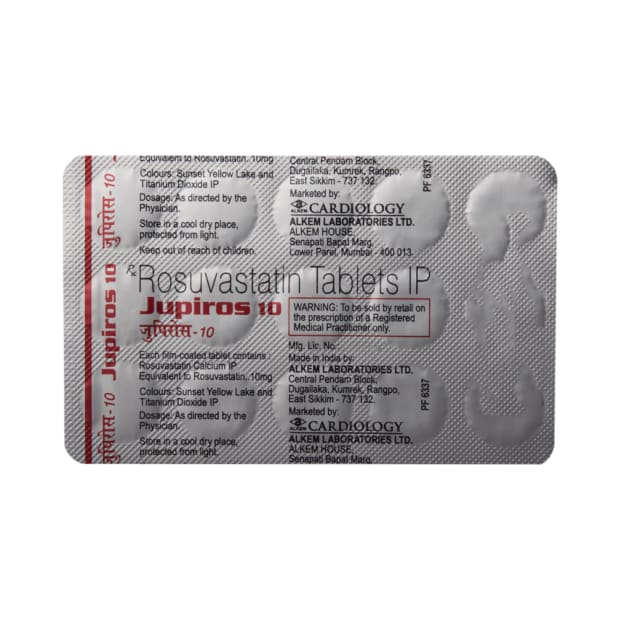 जुपिरोस - 10
Jupiros 10
जुपिरोस - 10
Equivalent to Rosuvastatin..10mg
Colours: Sunset Yellow Lake and
Titanium Dioxide IP
Dosage: As directed by the
Physician.
Store in a cool dry place,
protected from light.
Keep out of reach of children.
Central Pendam Block,
Dugailaka, Kumrek, Rangpo,
East Sikkim - 737 132.
Marketed by:
ALKEM CARDIOLOGY
ALKEM LABORATORIES LTD.
ALKEM HOUSE,
Senapati Bapat Marg,
Lower Parel, Mumbai - 400 013.
PF 6337
Rx Rosuvastatin Tablets IP
Jupiros 10
जुपिरोस - 10
WARNING: To be sold by retail on
the prescription of a Registered
Medical Practitioner only.
Each film-coated tablet contains
Rosuvastatin Calcium IP
Equivalent to Rosuvastatin..10mg
Colours: Sunset Yellow Lake and
Titanium Dioxide IP
Dosage: As directed by the
Physician.
Store in a cool dry place,
protected from light.
Mfg. Lic. No.:
Made in India by:
ALKEM LABORATORIES LTD.
Central Pendam Block,
Dugailaka, Kumrek, Rangpo,
East Sikkim - 737 132.
Marketed by:
ALKEM CARDIOLOGY
ALKEM LABORATORIES LTD.
ALKEM HOUSE,
Senapati Bapat Marg,
PF 6337